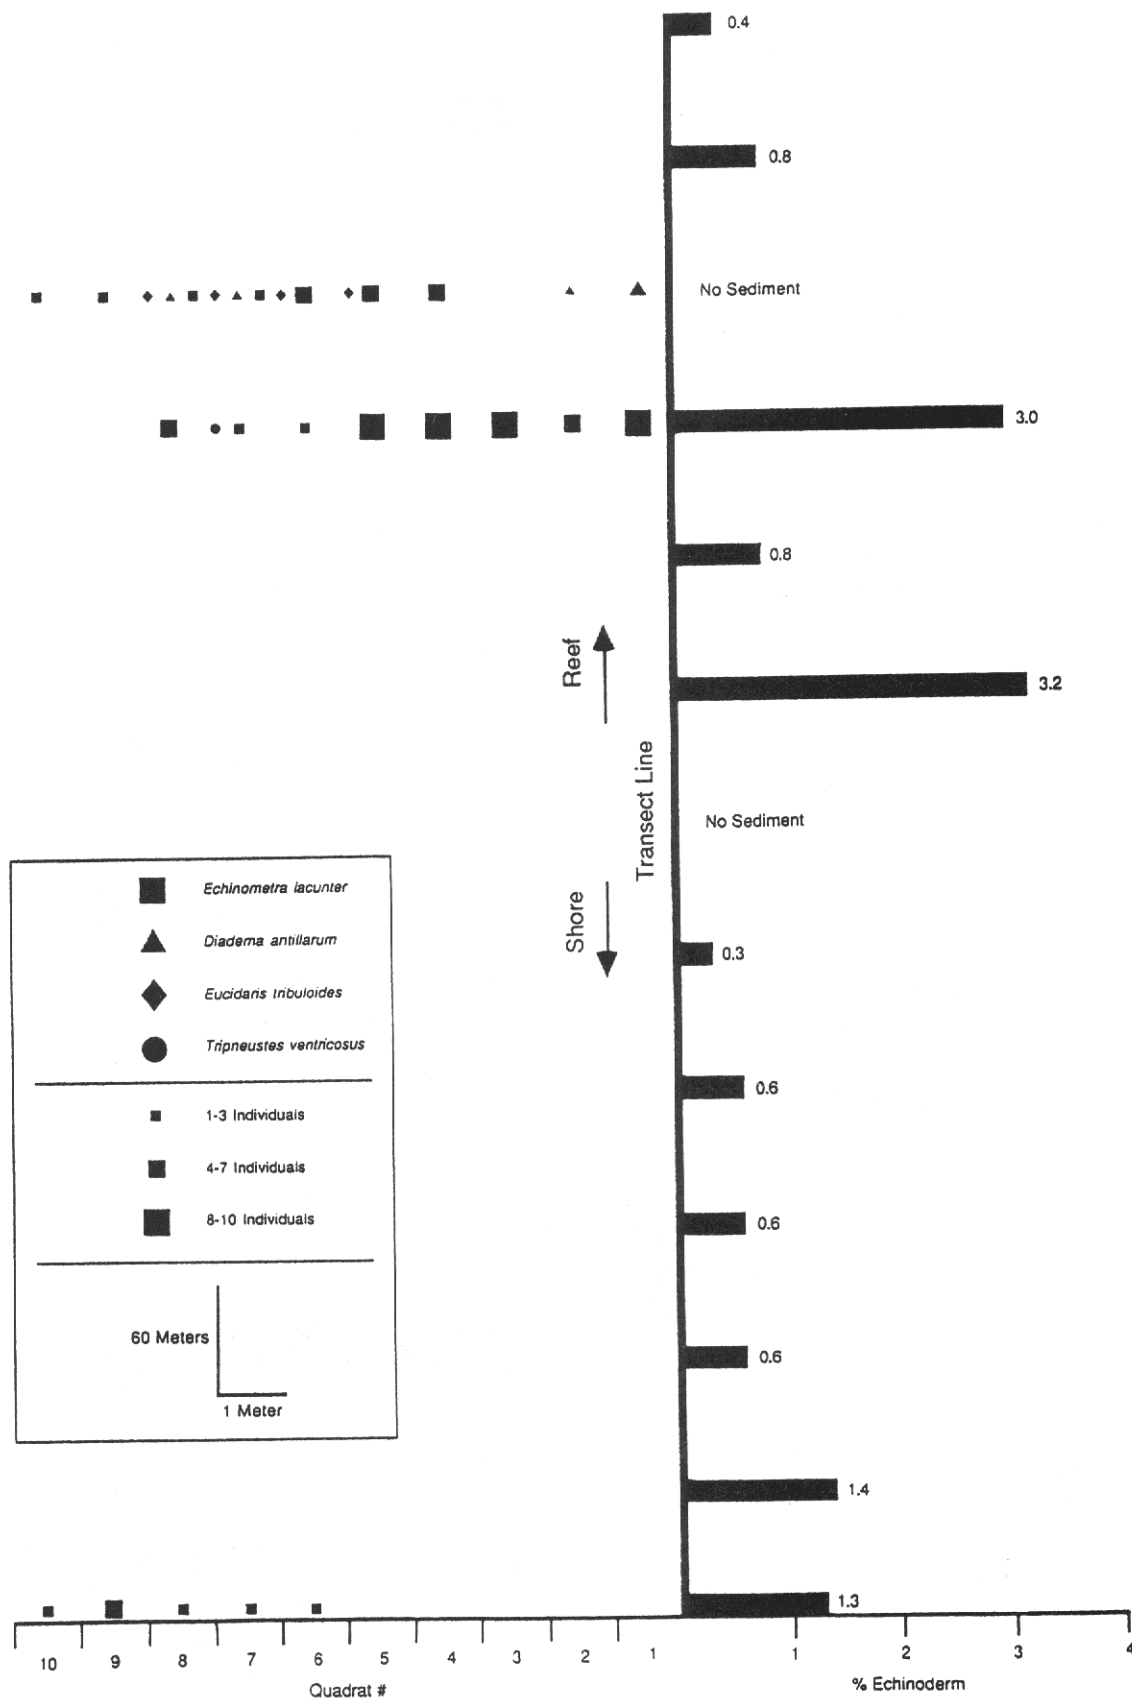 0.4
0.8
No Sediment
3.0
0.8
Reef
3.2
Transect Line
No Sediment
Shore
0.3
Echinometra lacunter
Diadema antillarum
Eucidaris tribuloides
Tripneustes ventricosus
1-3 Individuals
4-7 Individuals
8-10 Individuals
60 Meters
1 Meter
0.6
0.6
0.6
1.4
1.3
10 9 8 7 6 5 4 3 2 1
1 2 3 4
Quadrat #
% Echinoderm